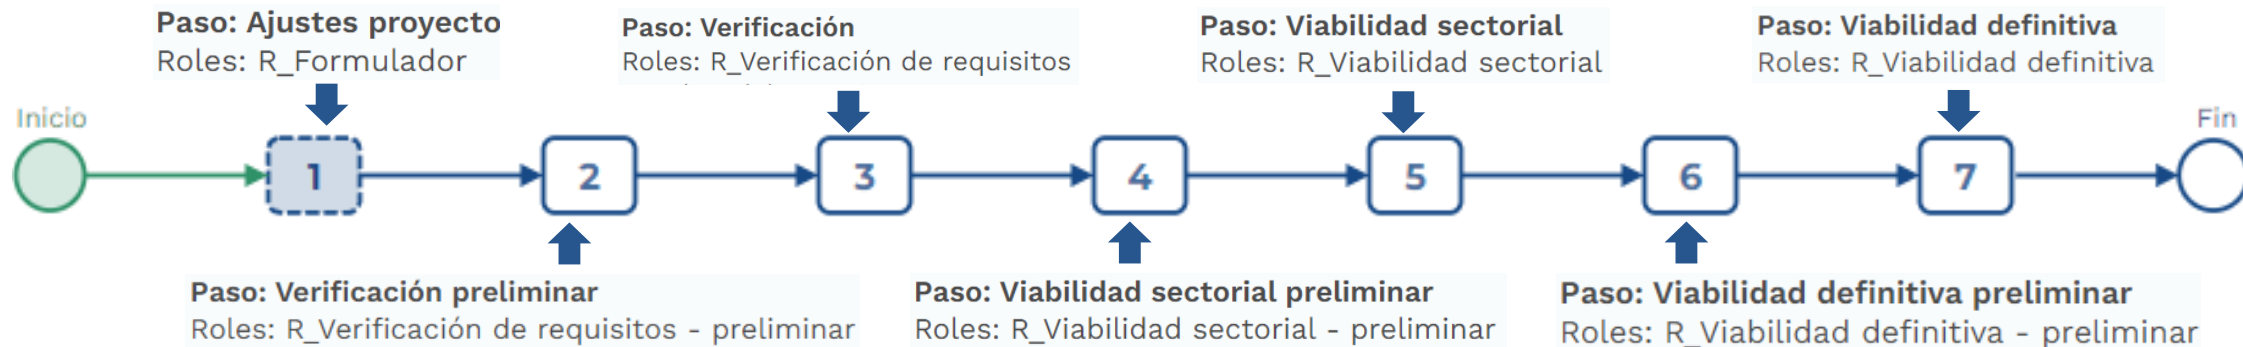 Paso: Ajustes proyecto
Roles: R_Formulador
Paso: Verificación
Roles: R_Verificación de requisitos
Paso: Viabilidad sectorial
Roles: R_Viabilidad sectorial
Paso: Viabilidad definitiva
Roles: R_Viabilidad definitiva
Inicio
1
2
3
4
5
6
7
Fin
Paso: Verificación preliminar
Roles: R_Verificación de requisitos - preliminar
Paso: Viabilidad sectorial preliminar
Roles: R_Viabilidad sectorial - preliminar
Paso: Viabilidad definitiva preliminar
Roles: R_Viabilidad definitiva - preliminar